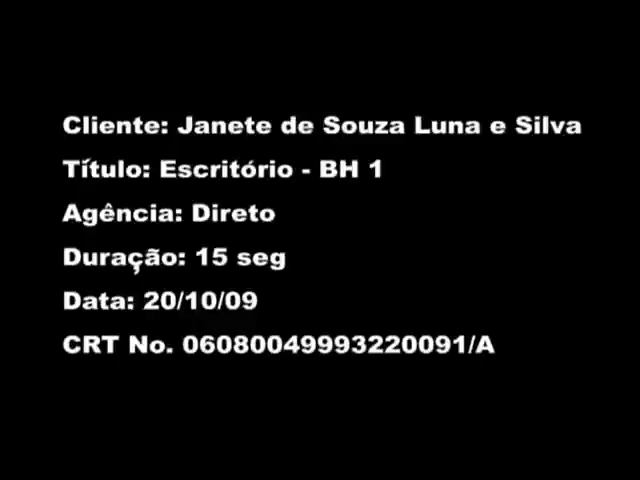 Cliente: Janete de Souza Luna e Silva
Título: Escritório - BH 1
Agência: Direto
Duração: 15 seg
Data: 20/10/09
CRT No. 06080049993220091/A